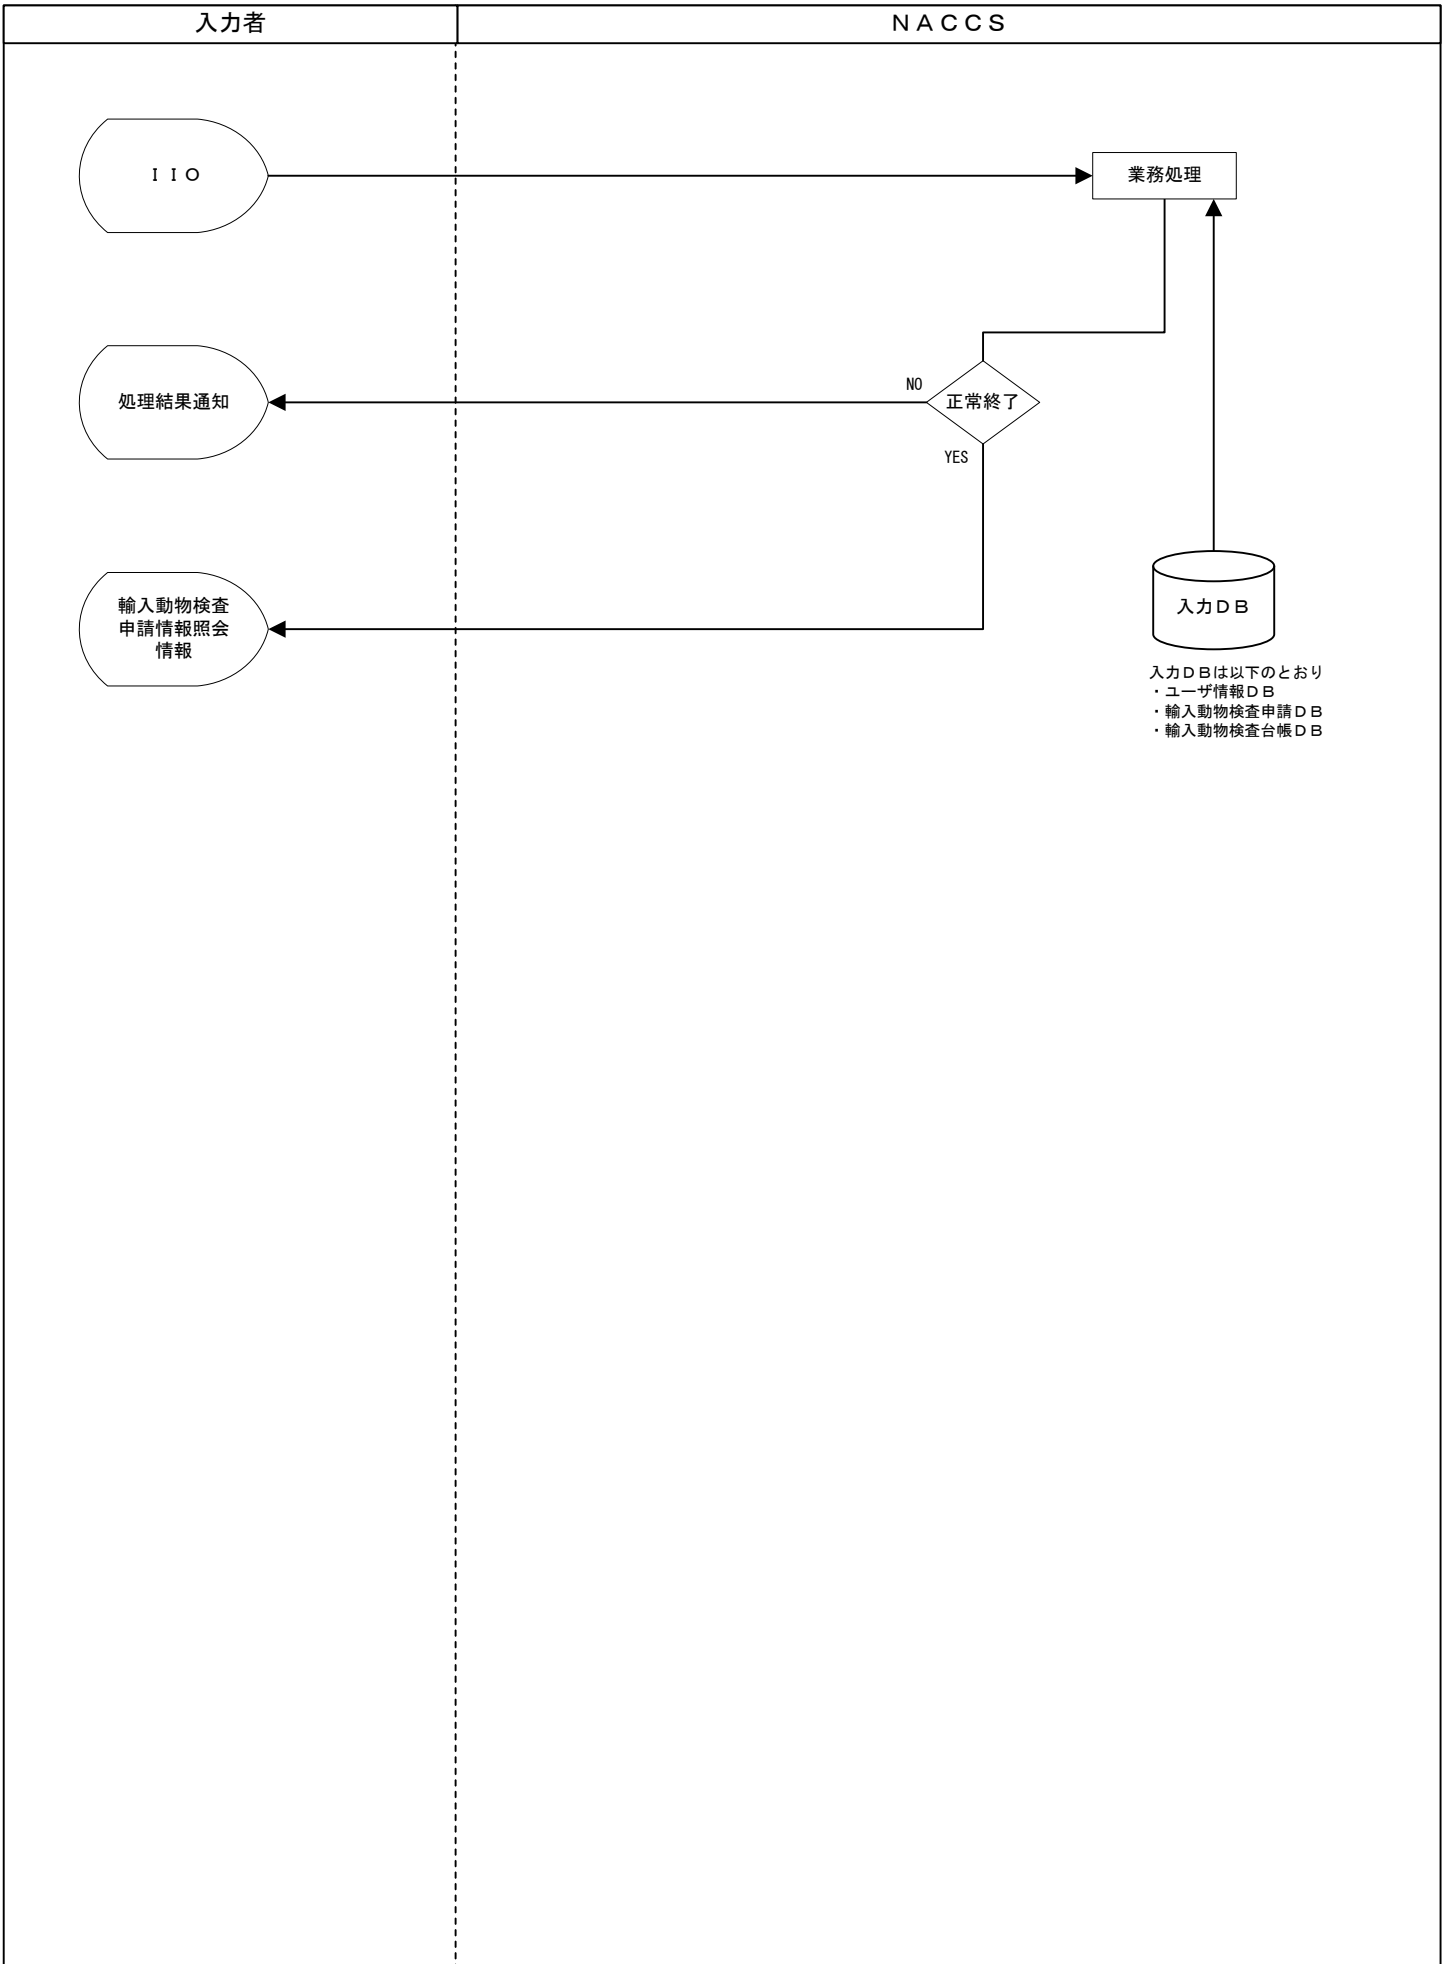 入力者
ＮＡＣＣＳ
ＩＩＯ
業務処理
処理結果通知
NO
正常終了
YES
輸入動物検査
申請情報照会
情報
入力ＤＢ
入力ＤＢは以下のとおり
・ユーザ情報ＤＢ
・輸入動物検査申請ＤＢ
・輸入動物検査台帳ＤＢ